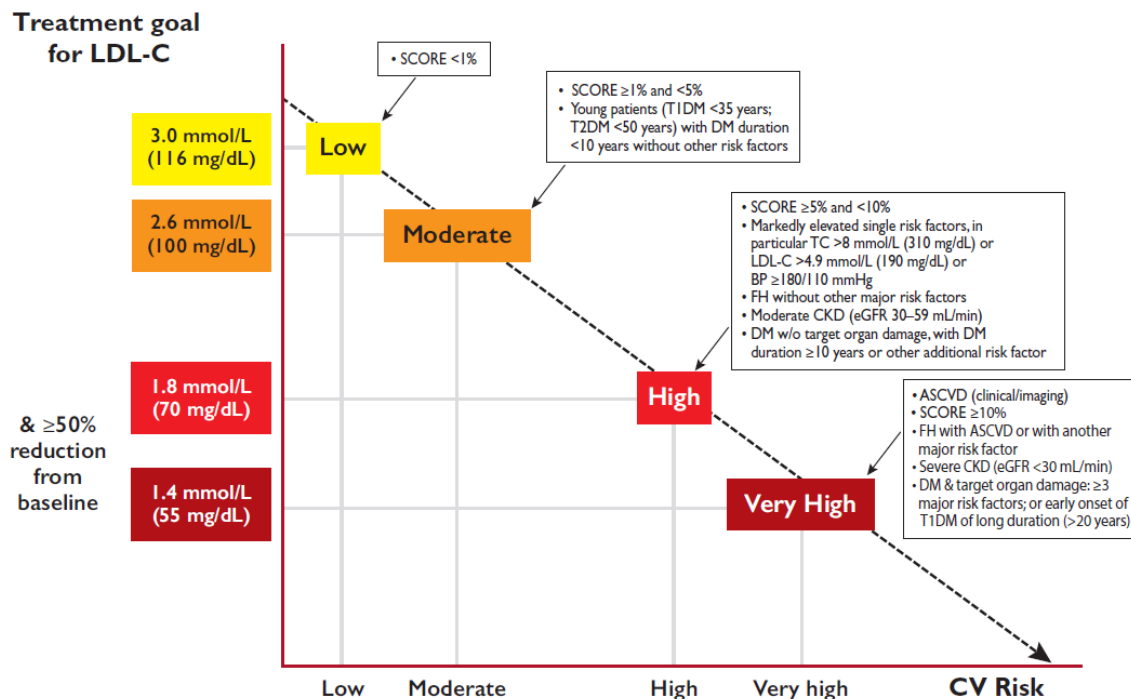 Treatment goal
for LDL-C
• SCORE <1%
• SCORE ≥1% and <5%
• Young patients (T1DM <35 years;
T2DM <50 years) with DM duration
<10 years without other risk factors
3.0 mmol/L
(116 mg/dL)
Low
2.6 mmol/L
(100 mg/dL)
Moderate
• SCORE ≥5% and <10%
• Markedly elevated single risk factors, in
particular TC >8 mmol/L (310 mg/dL) or
LDL-C >4.9 mmol/L (190 mg/dL) or
BP ≥180/110 mmHg
• FH without other major risk factors
• Moderate CKD (eGFR 30–59 mL/min)
• DM w/o target organ damage, with DM
duration ≥10 years or other additional risk factor
1.8 mmol/L
(70 mg/dL)
High
• ASCVD (clinical/imaging)
• SCORE ≥10%
• FH with ASCVD or with another
major risk factor
• Severe CKD (eGFR <30 mL/min)
• DM & target organ damage: ≥3
major risk factors; or early onset of
T1DM of long duration (>20 years)
& ≥50%
reduction
from
baseline
1.4 mmol/L
(55 mg/dL)
Very High
Low Moderate High Very high CV Risk